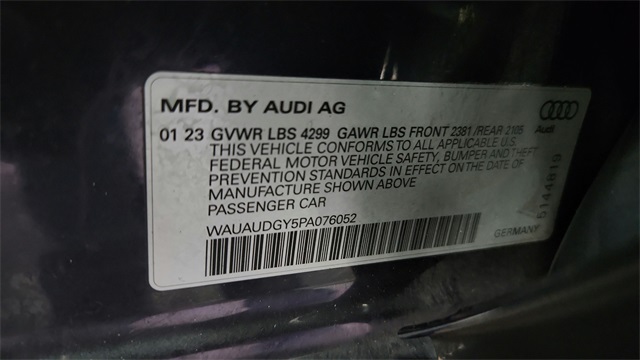 MFD. BY AUDI AG
01 23 GVWR LBS 4299 GAWR LBS FRONT 2381 /REAR 2105
THIS VEHICLE CONFORMS TO ALL APPLICABLE U.S.
FEDERAL MOTOR VEHICLE SAFETY, BUMPER AND THEFT
PREVENTION STANDARDS IN EFFECT ON THE DATE OF
MANUFACTURE SHOWN ABOVE
PASSENGER CAR
WAUAUDGY5PA076052
Audi
5144819
GERMANY